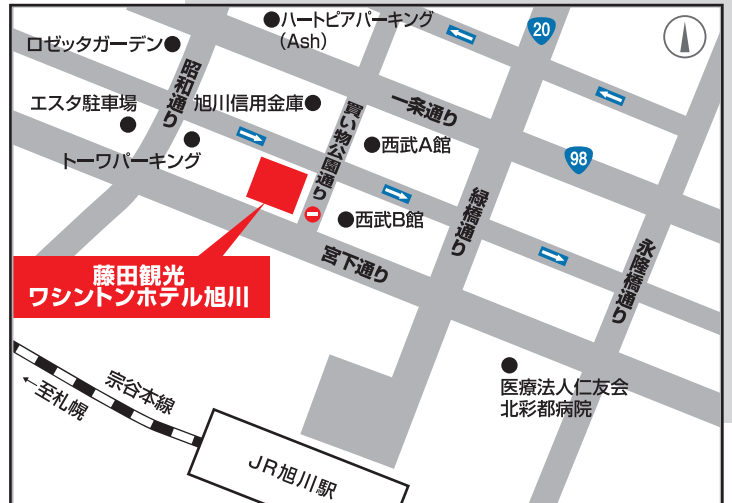 ハートピアパーキング
(Ash)
20
ロゼッタガーデン
昭和通り
エスタ駐車場
旭川信用金庫
買い物公園通り
一条通り
トーワパーキング
西武A館
98
西武B館
緑橋通り
宮下通り
永隆橋通り
藤田観光
ワシントンホテル旭川
宗谷本線
←至札幌
医療法人仁友会
北彩都病院
JR旭川駅